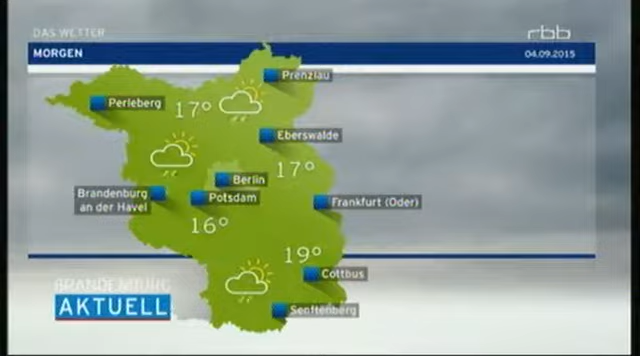 DAS WETTER
rbb
MORGEN
04.09.2015
Prenzlau
Perleberg
17°
Eberswalde
17°
Berlin
Brandenburg
an der Havel
Potsdam
Frankfurt (Oder)
16°
19°
Cottbus
BRANDENBURG
AKTUELL
Senftenberg